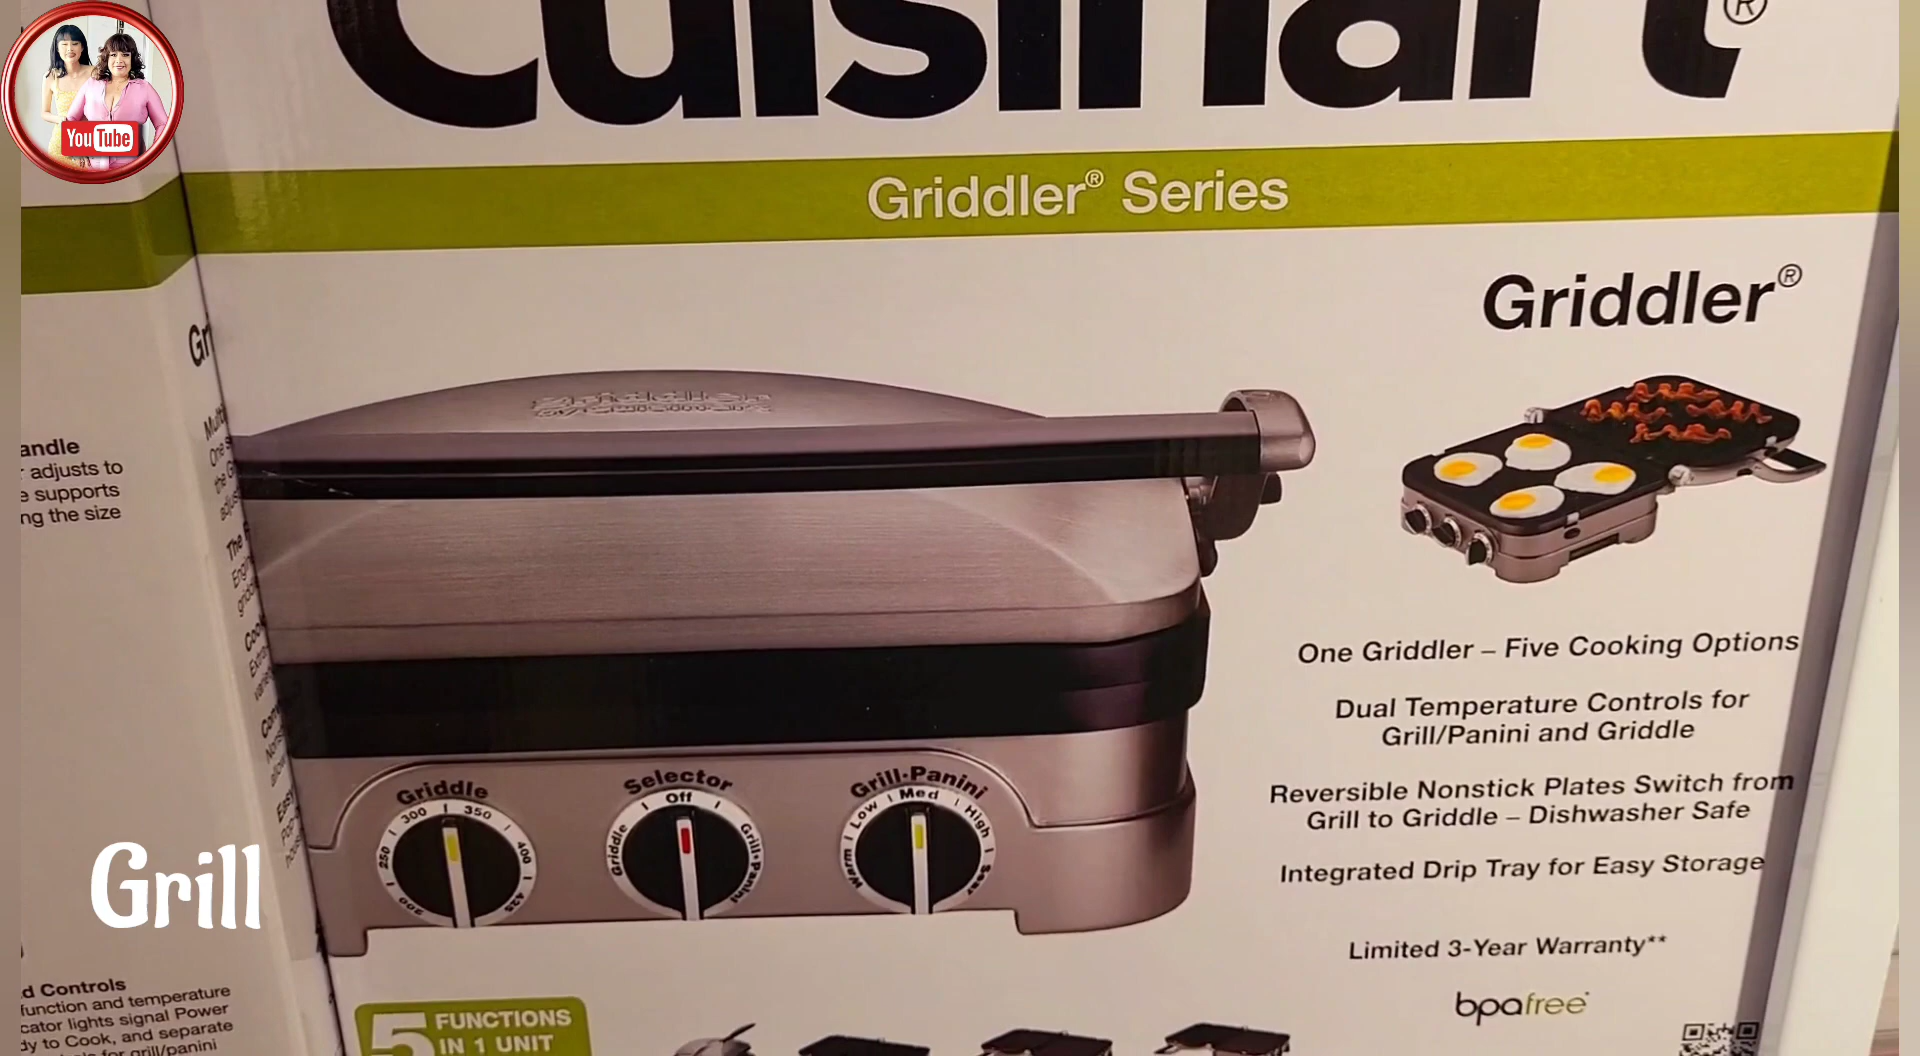 You Tube
Cuisinart®
Griddler® Series
Griddler®
andle
adjusts to
supports
ng the size
One Griddler – Five Cooking Options
Dual Temperature Controls for
Grill/Panini and Griddle
Reversible Nonstick Plates Switch from
Grill to Griddle – Dishwasher Safe
Integrated Drip Tray for Easy Storage
Limited 3-Year Warranty**
bpafree
Griddle
200 250 300 350 400 425
Selector
Griddle Off Grill•Panini
Grill•Panini
Warm Low Med High Sear
Grill
d Controls
function and temperature
cator lights signal Power
dy to Cook, and separate
grill/panini
5 FUNCTIONS
IN 1 UNIT